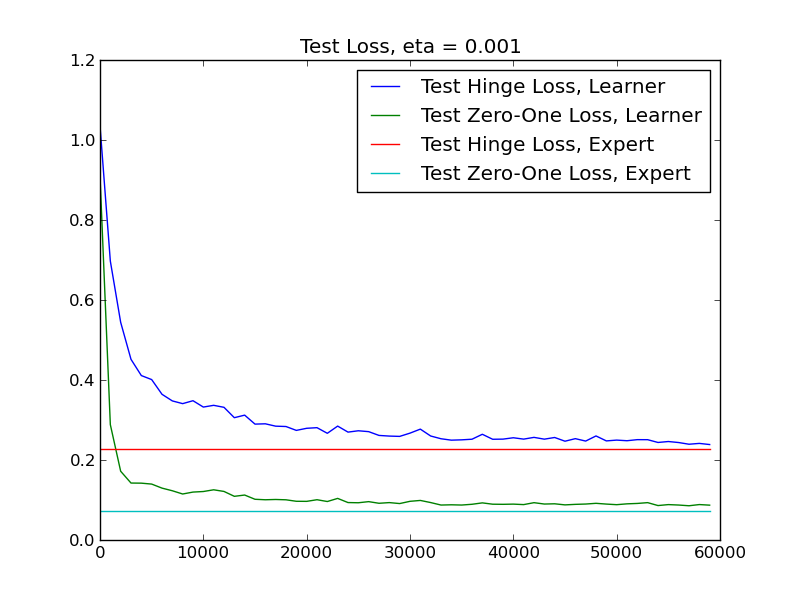 Test Loss, eta = 0.001
1.2
1.0
0.8
0.6
0.4
0.2
0.0
Test Hinge Loss, Learner
Test Zero-One Loss, Learner
Test Hinge Loss, Expert
Test Zero-One Loss, Expert
0 10000 20000 30000 40000 50000 60000